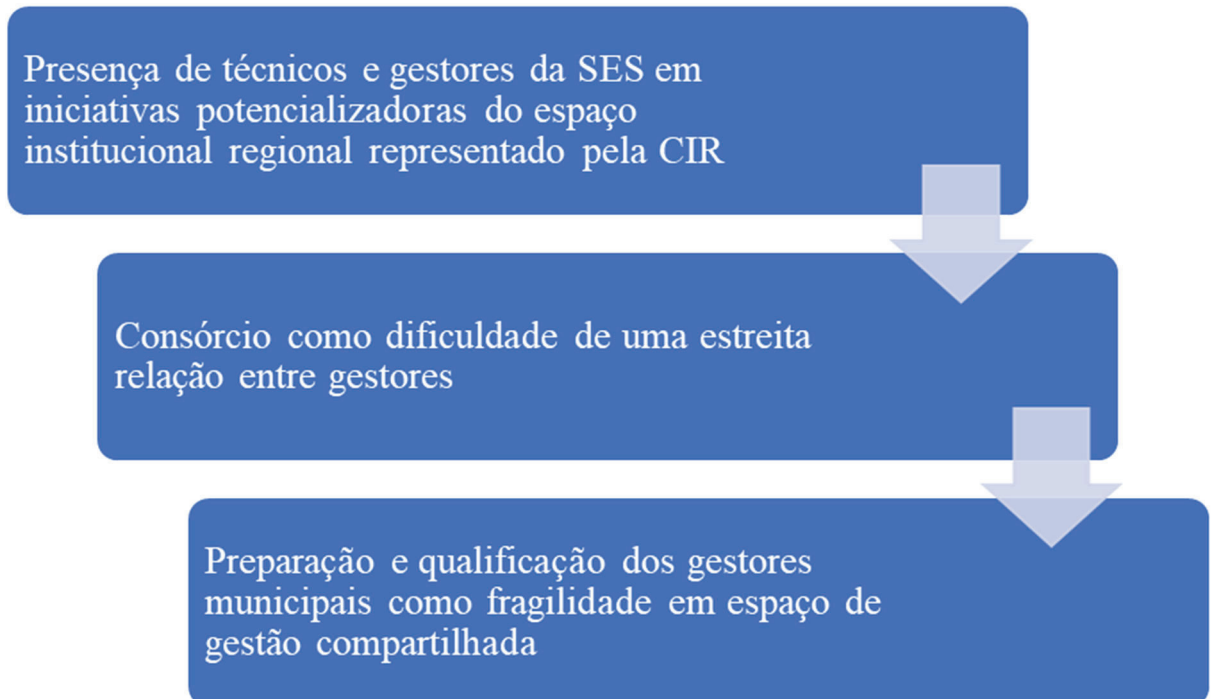 Presença de técnicos e gestores da SES em
iniciativas potencializadoras do espaço
institucional regional representado pela CIR
Consórcio como dificuldade de uma estreita
relação entre gestores
Preparação e qualificação dos gestores
municipais como fragilidade em espaço de
gestão compartilhada